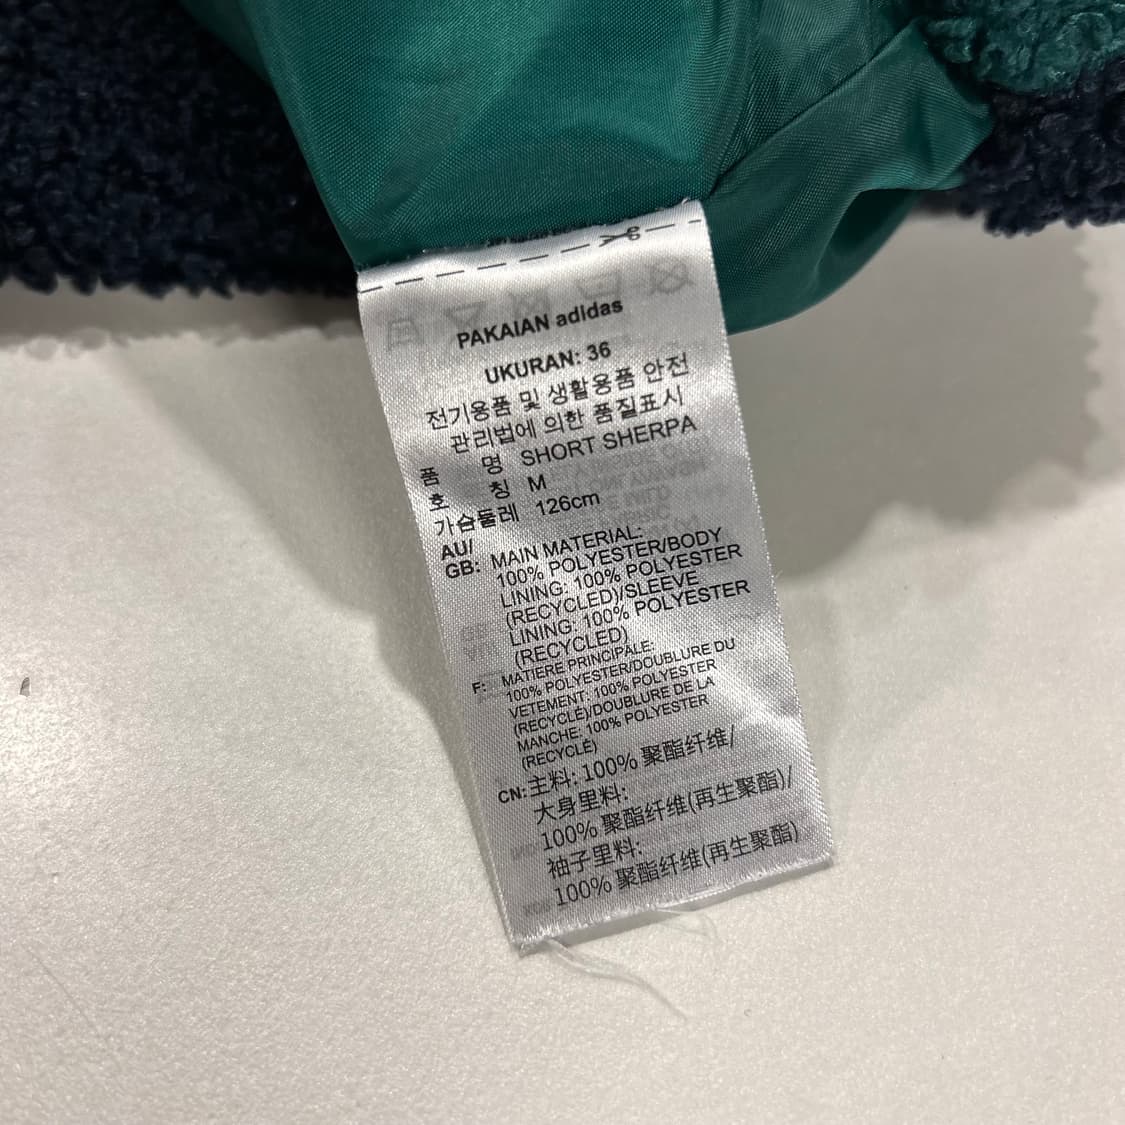 PAKAIAN adidas
UKURAN: 36
전기용품 및 생활용품 안전
관리법에 의한 품질표시
품 명 SHORT SHERPA
호 칭 M
가슴둘레 126cm
AU/
GB: MAIN MATERIAL:
100% POLYESTER/BODY
LINING: 100% POLYESTER
(RECYCLED)/SLEEVE
LINING: 100% POLYESTER
(RECYCLED)
F: MATIERE PRINCIPÀLE:
100% POLYESTER/DOUBLURE DU
VETEMENT: 100% POLYESTER
(RECYCLÉ)/DOUBLURE DE LA
MANCHE: 100% POLYESTER
(RECYCLÉ)
CN: 主料: 100% 聚酯纤维/
大身里料:
100% 聚酯纤维(再生聚酯)/
袖子里料:
100% 聚酯纤维(再生聚酯)